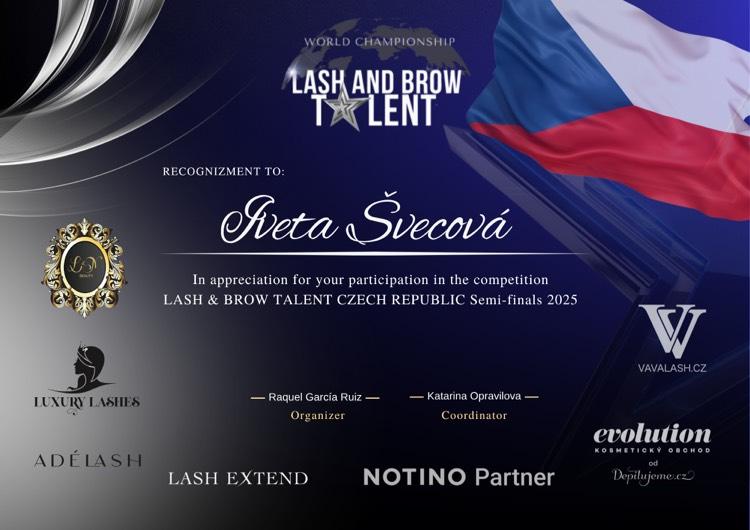 WORLD CHAMPIONSHIP
LASH AND BROW
TALENT
RECOGNIZMENT TO:
Iveta Švecová
In appreciation for your participation in the competition
LASH & BROW TALENT CZECH REPUBLIC Semi-finals 2025
BEAUTY
VAVALASH.CZ
LUXURY LASHES
Raquel García Ruiz
Organizer
Katarina Opravilova
Coordinator
evolution
KOSMETICKÝ OBCHOD
od
Depilujeme.cz
ADÉLASH
LASH EXTEND
NOTINO Partner